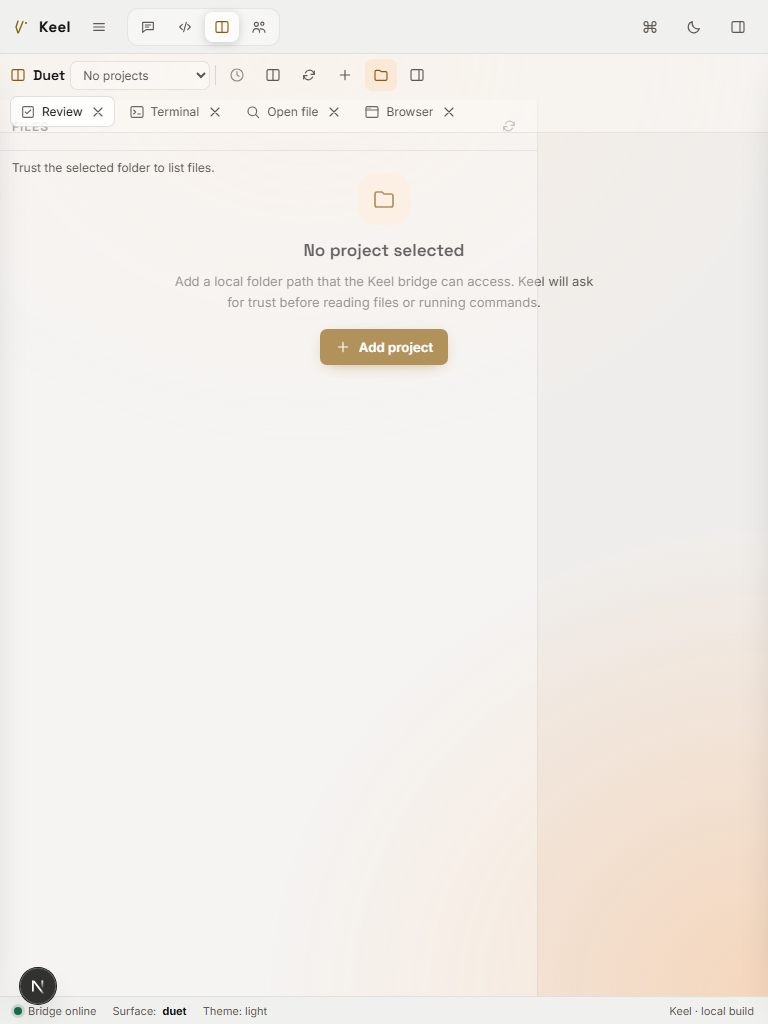 Keel
Duet No projects
Review Terminal Open file Browser
FILES
Trust the selected folder to list files.
No project selected
Add a local folder path that the Keel bridge can access. Keel will ask
for trust before reading files or running commands.
Add project
N
Bridge online Surface: duet Theme: light Keel · local build